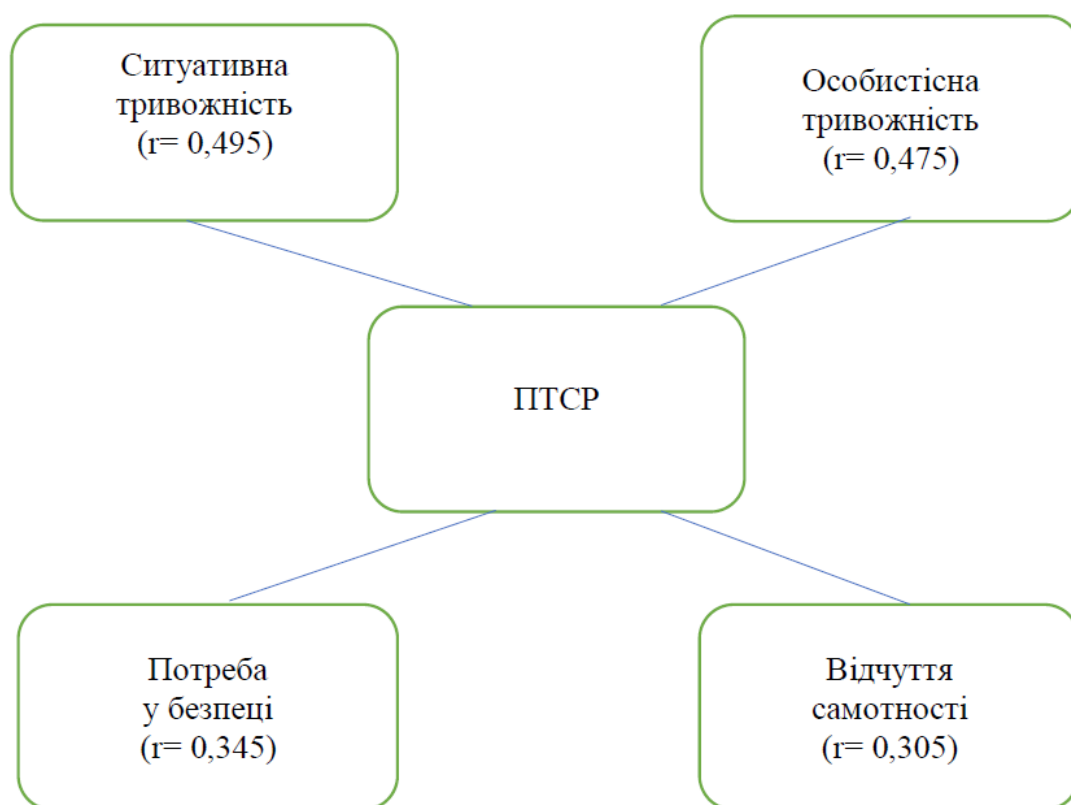 Ситуативна
тривожність
(r= 0,495)
Особистісна
тривожність
(r= 0,475)
ПТСР
Потреба
у безпеці
(r= 0,345)
Відчуття
самотності
(r= 0,305)